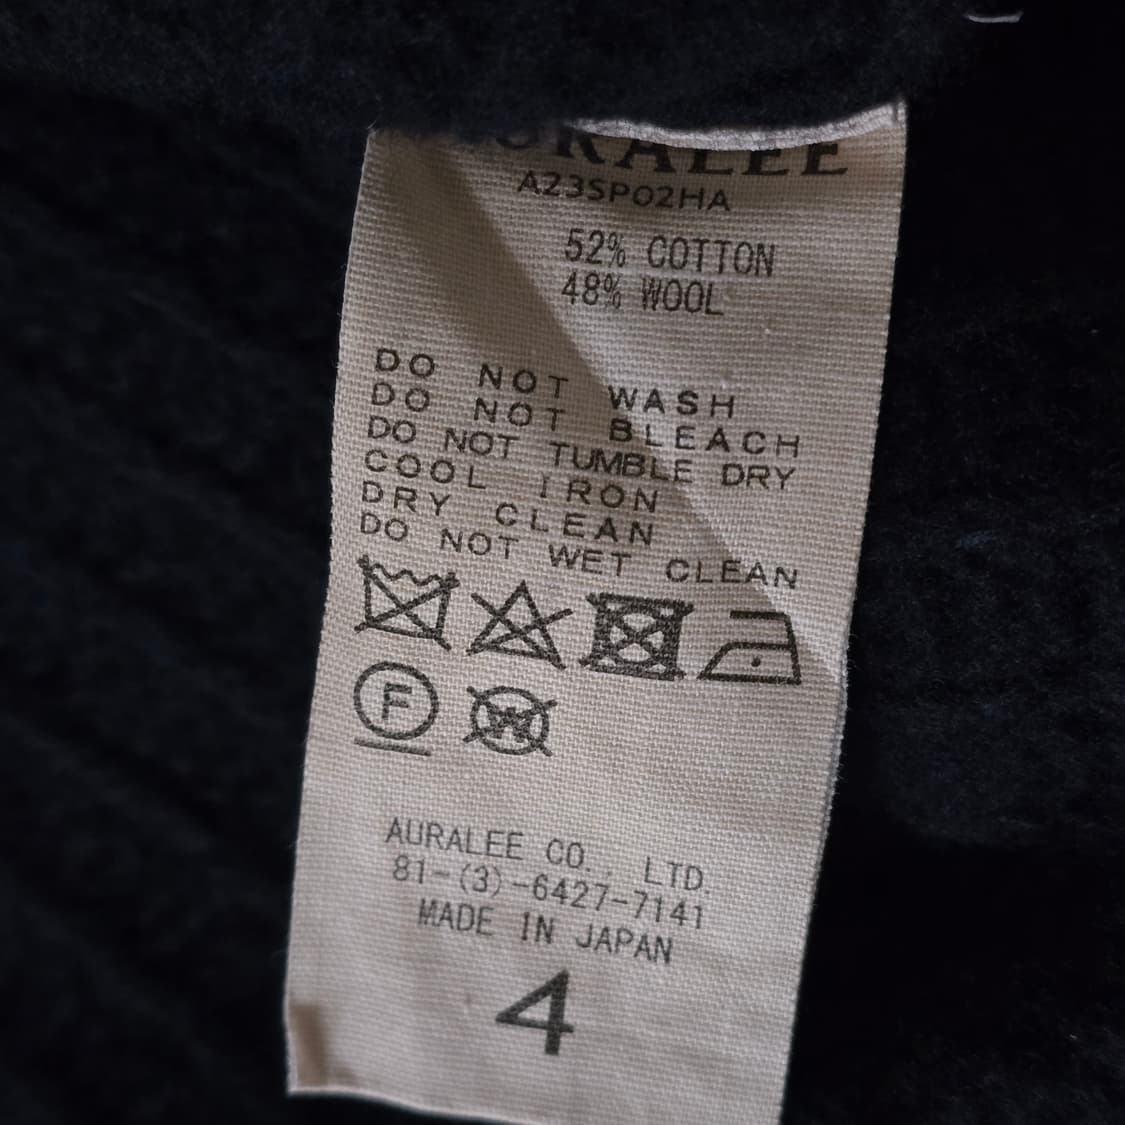 AURALEE
A23SP02HA
52% COTTON
48% WOOL
DO NOT WASH
DO NOT BLEACH
DO NOT TUMBLE DRY
COOL IRON
DRY CLEAN
DO NOT WET CLEAN
F W
AURALEE CO., LTD.
81-(3)-6427-7141
MADE IN JAPAN
4